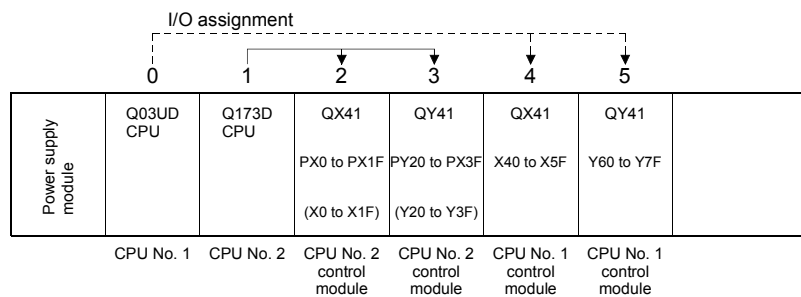 I/O assignment
0 1 2 3 4 5
Power supply
module
Q03UD
CPU
Q173D
CPU
QX41
PX0 to PX1F
(X0 to X1F)
QY41
PY20 to PX3F
(Y20 to Y3F)
QX41
X40 to X5F
QY41
Y60 to Y7F
CPU No. 1
CPU No. 2
CPU No. 2
control
module
CPU No. 2
control
module
CPU No. 1
control
module
CPU No. 1
control
module